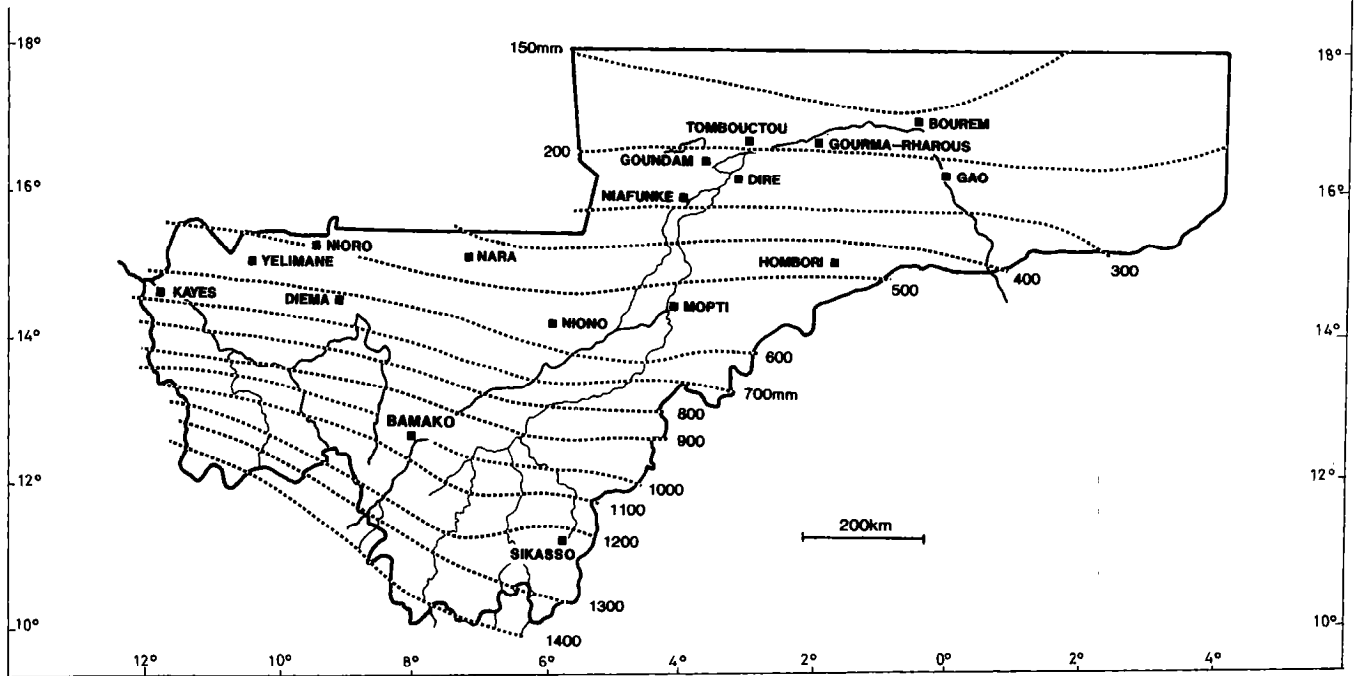 18°
150mm
18°
BOUREM
TOMBOUCTOU
GOURMA-RHAROUS
200
GOUNDAM
DIRE
GAO
16°
NIAFUNKE
16°
NIORO
YELIMANE
NARA
HOMBORI
400
300
KAYES
DIEMA
500
MOPTI
NIONO
14°
14°
600
700mm
800
BAMAKO
900
12°
12°
1000
1100
200km
1200
SIKASSO
1300
10°
10°
1400
12°
10°
8°
6°
4°
2°
0°
2°
4°